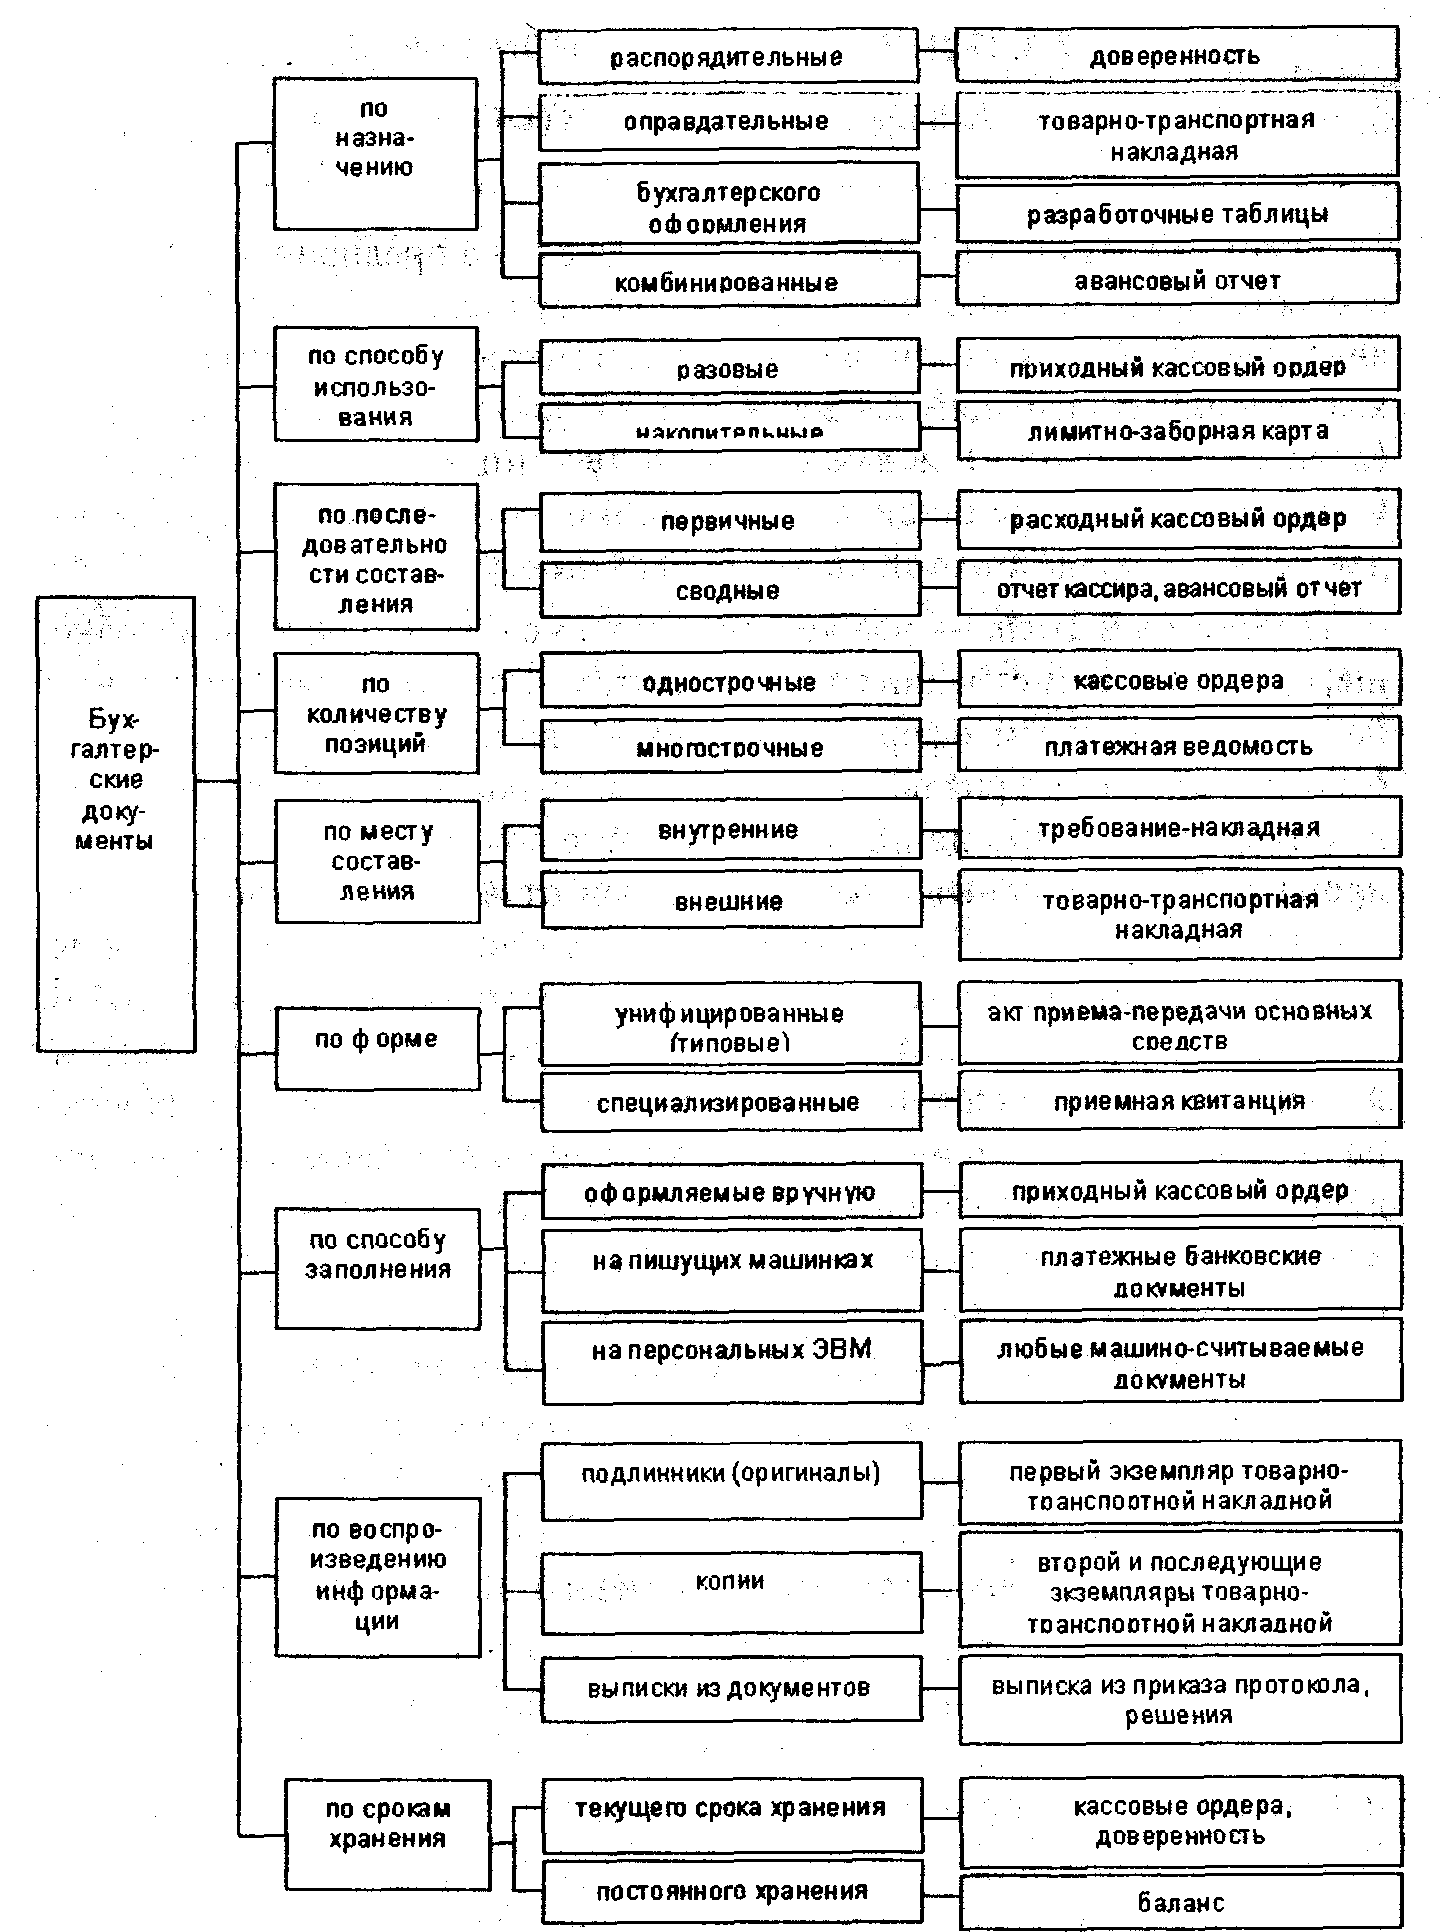 Бух-
галтер-
ские
доку-
менты
по
назна-
чению
распорядительные
доверенность
оправдательные
товарно-транспортная
накладная
бухгалтерского
оформления
разработочные таблицы
комбинированные
авансовый отчет
по способу
использо-
вания
разовые
приходный кассовый ордер
накопительные
лимитно-заборная карта
по после-
довательно
сти состав-
ления
первичные
расходный кассовый ордер
сводные
отчет кассира, авансовый отчет
по
количеству
позиций
однострочные
кассовые ордера
многострочные
платежная ведомость
по месту
состав-
ления
внутренние
требование-накладная
внешние
товарно-транспортная
накладная
по форме
унифицированные
(типовые)
акт приема-передачи основных
средств
специализированные
приемная квитанция
по способу
заполнения
оформляемые вручную
приходный кассовый ордер
на пишущих машинках
платежные банковские
документы
на персональных ЭВМ
любые машино-считываемые
документы
по воспро-
изведению
информа-
ции
подлинники (оригиналы)
первый экземпляр товарно-
транспортной накладной
копии
второй и последующие
экземпляры товарно-
транспортной накладной
выписки из документов
выписка из приказа протокола,
решения
по срокам
хранения
текущего срока хранения
кассовые ордера,
доверенность
постоянного хранения
баланс